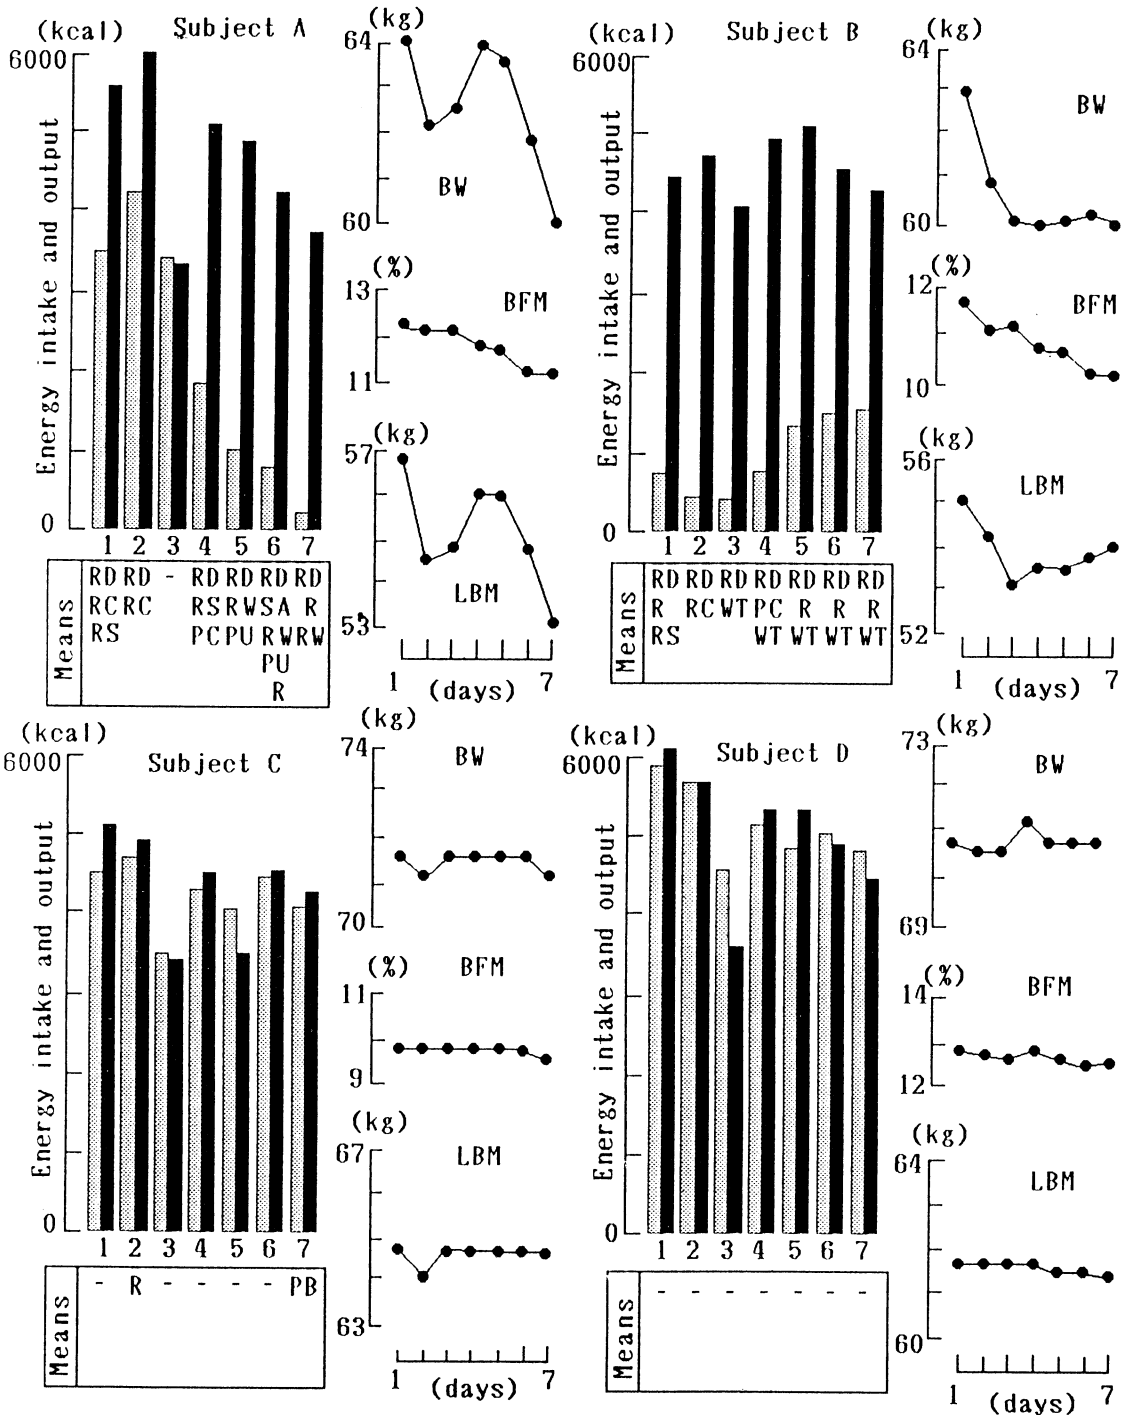 (kcal) Subject A
6000
0
Energy intake and output
1 2 3 4 5 6 7
Means
RD RD - RD RD RD RD
RC RC RS RW SA R
RS PC PU RW RW
PU
R
(kg)
64
60
BW
(%)
13
11
BFM
(kg)
57
53
LBM
1 (days) 7
(kcal) Subject B
6000
0
Energy intake and output
1 2 3 4 5 6 7
Means
RD RD RD RD RD RD RD
R RC WT PC R R R
RS WT WT WT WT
(kg)
64
60
BW
(%)
12
10
BFM
(kg)
56
52
LBM
1 (days) 7
(kcal)
6000 Subject C
0
Energy intake and output
1 2 3 4 5 6 7
Means
- R - - - - PB
(kg)
74
70
BW
(%)
11
9
BFM
(kg)
67
63
LBM
1 (days) 7
(kcal)
6000 Subject D
0
Energy intake and output
1 2 3 4 5 6 7
Means
- - - - - - -
(kg)
73
69
BW
(%)
14
12
BFM
(kg)
64
60
LBM
1 (days) 7